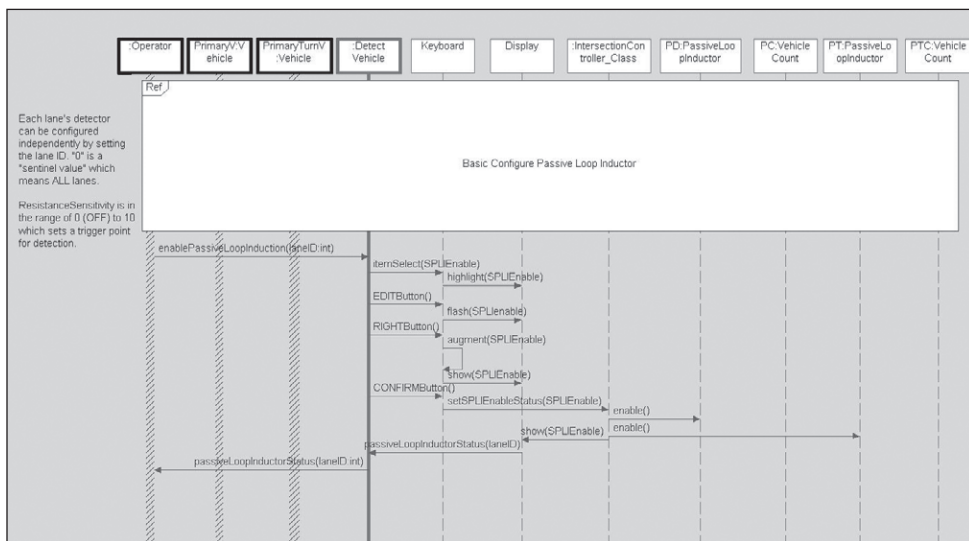 :Operator
PrimaryV:V
ehicle
PrimaryTurnV
:Vehicle
:Detect
Vehicle
Keyboard
Display
:IntersectionCon
troller_Class
PD:PassiveLoo
pInductor
PC:Vehicle
Count
PT:PassiveLo
opInductor
PTC:Vehicle
Count
Ref
Each lane's detector
can be configured
independently by setting
the lane ID. "0" is a
"sentinel value" which
means ALL lanes.
ResistanceSensitivity is in
the range of 0 (OFF) to 10
which sets a trigger point
for detection.
Basic Configure Passive Loop Inductor
enablePassiveLoopInduction(laneID:int)
itemSelect(SPLIEnable)
highlight(SPLIEnable)
EDITButton()
flash(SPLIenable)
RIGHTButton()
augment(SPLIEnable)
show(SPLIEnable)
CONFIRMButton()
setSPLIEnableStatus(SPLIEnable)
enable()
show(SPLIEnable)
enable()
passiveLoopInductorStatus(laneID)
passiveLoopInductorStatus(laneID:int)